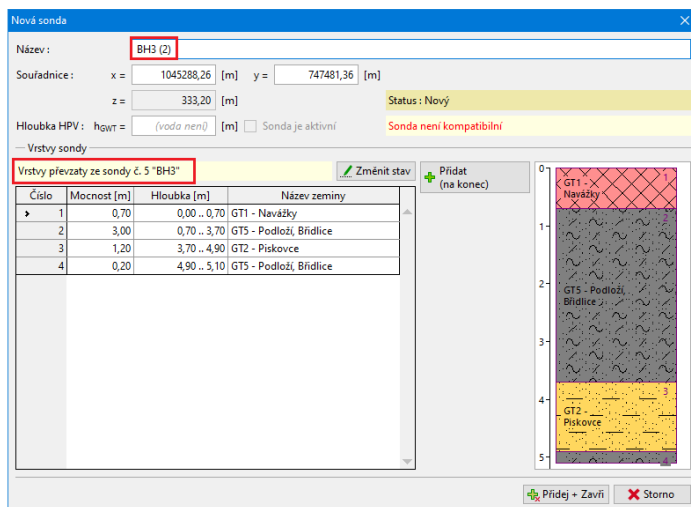 Nová sonda
Název :
BH3 (2)
Souřadnice : x = 1045288,26 [m] y = 747481,36 [m]
z = 333,20 [m]
Status : Nový
Hloubka HPV : hGWT = (voda není) [m] Sonda je aktivní
Sonda není kompatibilní
Vrstvy sondy
Vrstvy převzaty ze sondy č. 5 "BH3"
Změnit stav
Přidat
(na konec)
Číslo Mocnost [m] Hloubka [m] Název zeminy
1 0,70 0,00 .. 0,70 GT1 - Navážky
2 3,00 0,70 .. 3,70 GT5 - Podloží, Břidlice
3 1,20 3,70 .. 4,90 GT2 - Piskovce
4 0,20 4,90 .. 5,10 GT5 - Podloží, Břidlice
0
1
GT1 -
Navážky
2
1
2
GT5 - Podloží,
Břidlice
3
3
4
GT2 -
Piskovce
5
4
Přidej + Zavři
Storno